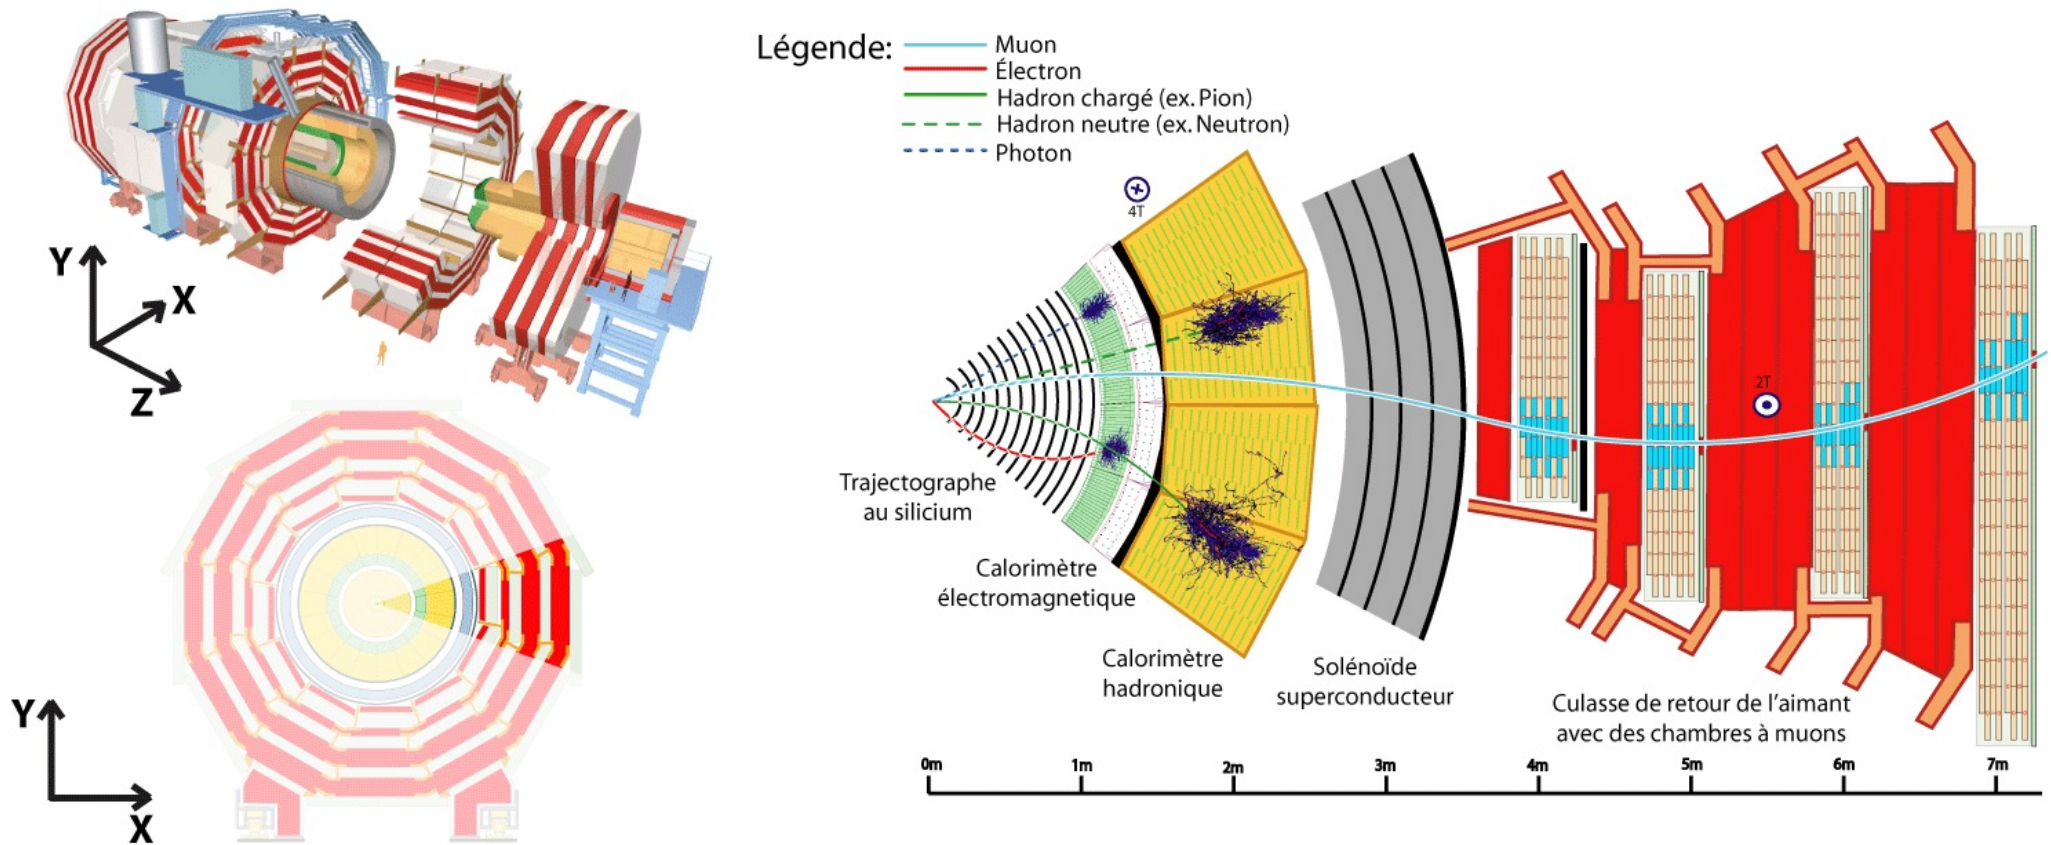 Légende:
Muon
Électron
Hadron chargé (ex. Pion)
Hadron neutre (ex. Neutron)
Photon
4T
2T
Y
X
Z
Trajectographe
au silicium
Calorimètre
électromagnetique
Calorimètre
hadronique
Solénoïde
superconducteur
Culasse de retour de l'aimant
avec des chambres à muons
Y
X
0m 1m 2m 3m 4m 5m 6m 7m